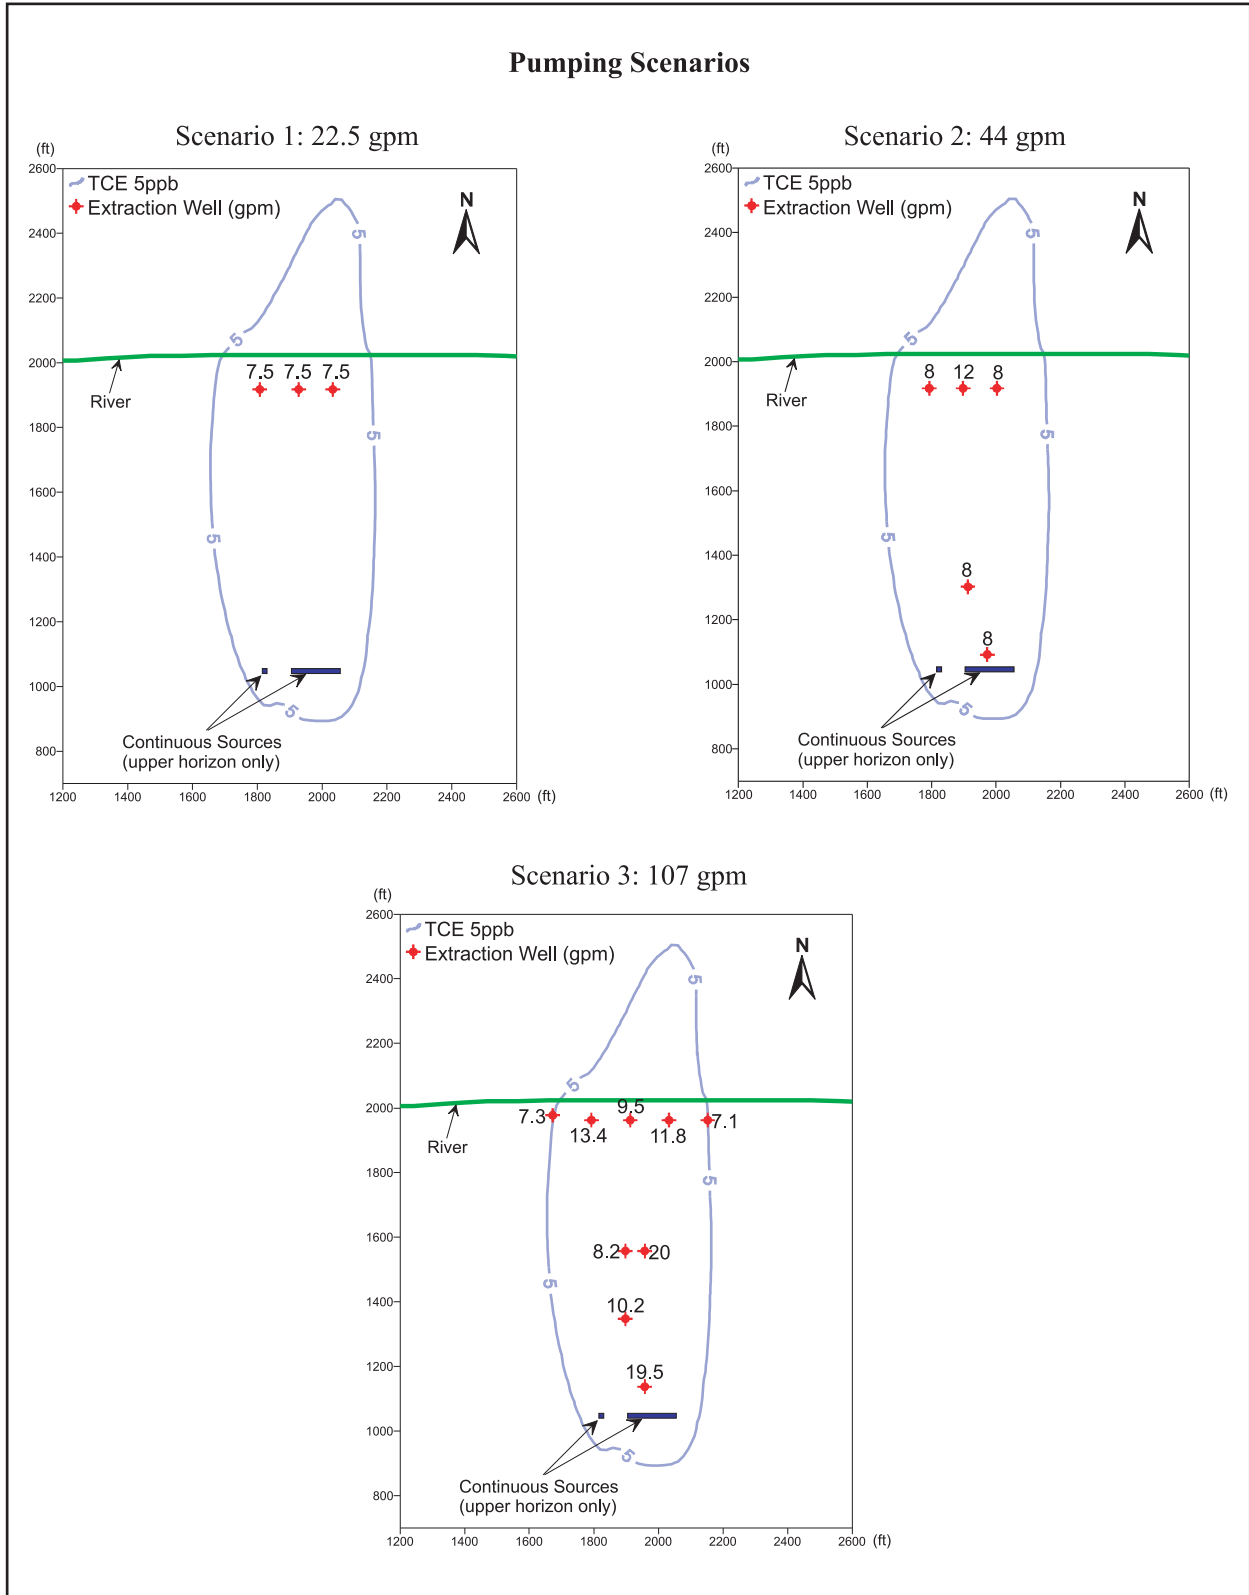 Pumping Scenarios
Scenario 1: 22.5 gpm
(ft)
2600
2400
2200
2000
1800
1600
1400
1200
1000
800
TCE 5ppb
Extraction Well (gpm)
N
5
5
7.5 7.5 7.5
River
5
5
5
Continuous Sources
(upper horizon only)
1200 1400 1600 1800 2000 2200 2400 2600 (ft)
Scenario 2: 44 gpm
(ft)
2600
2400
2200
2000
1800
1600
1400
1200
1000
800
TCE 5ppb
Extraction Well (gpm)
N
5
5
8 12 8
River
5
5
8
8
5
Continuous Sources
(upper horizon only)
1200 1400 1600 1800 2000 2200 2400 2600 (ft)
Scenario 3: 107 gpm
(ft)
2600
2400
2200
2000
1800
1600
1400
1200
1000
800
TCE 5ppb
Extraction Well (gpm)
N
5
5
7.3 13.4 9.5 11.8 7.1
River
5
8.2 20
5
10.2
19.5
5
Continuous Sources
(upper horizon only)
1200 1400 1600 1800 2000 2200 2400 2600 (ft)